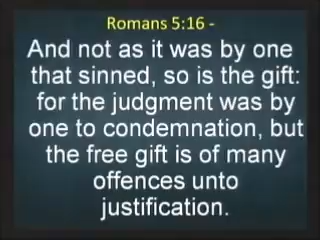 Romans 5:16 -
And not as it was by one
that sinned, so is the gift:
for the judgment was by
one to condemnation, but
the free gift is of many
offences unto
justification.